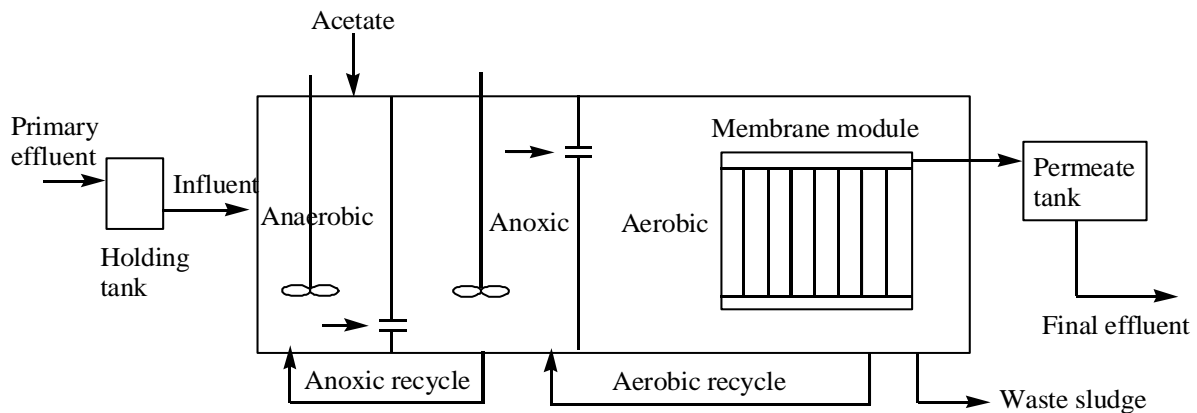 Acetate
Primary
effluent
Influent
Holding
tank
Anaerobic
Anoxic
Aerobic
Membrane module
Permeate
tank
Final effluent
Anoxic recycle
Aerobic recycle
Waste sludge